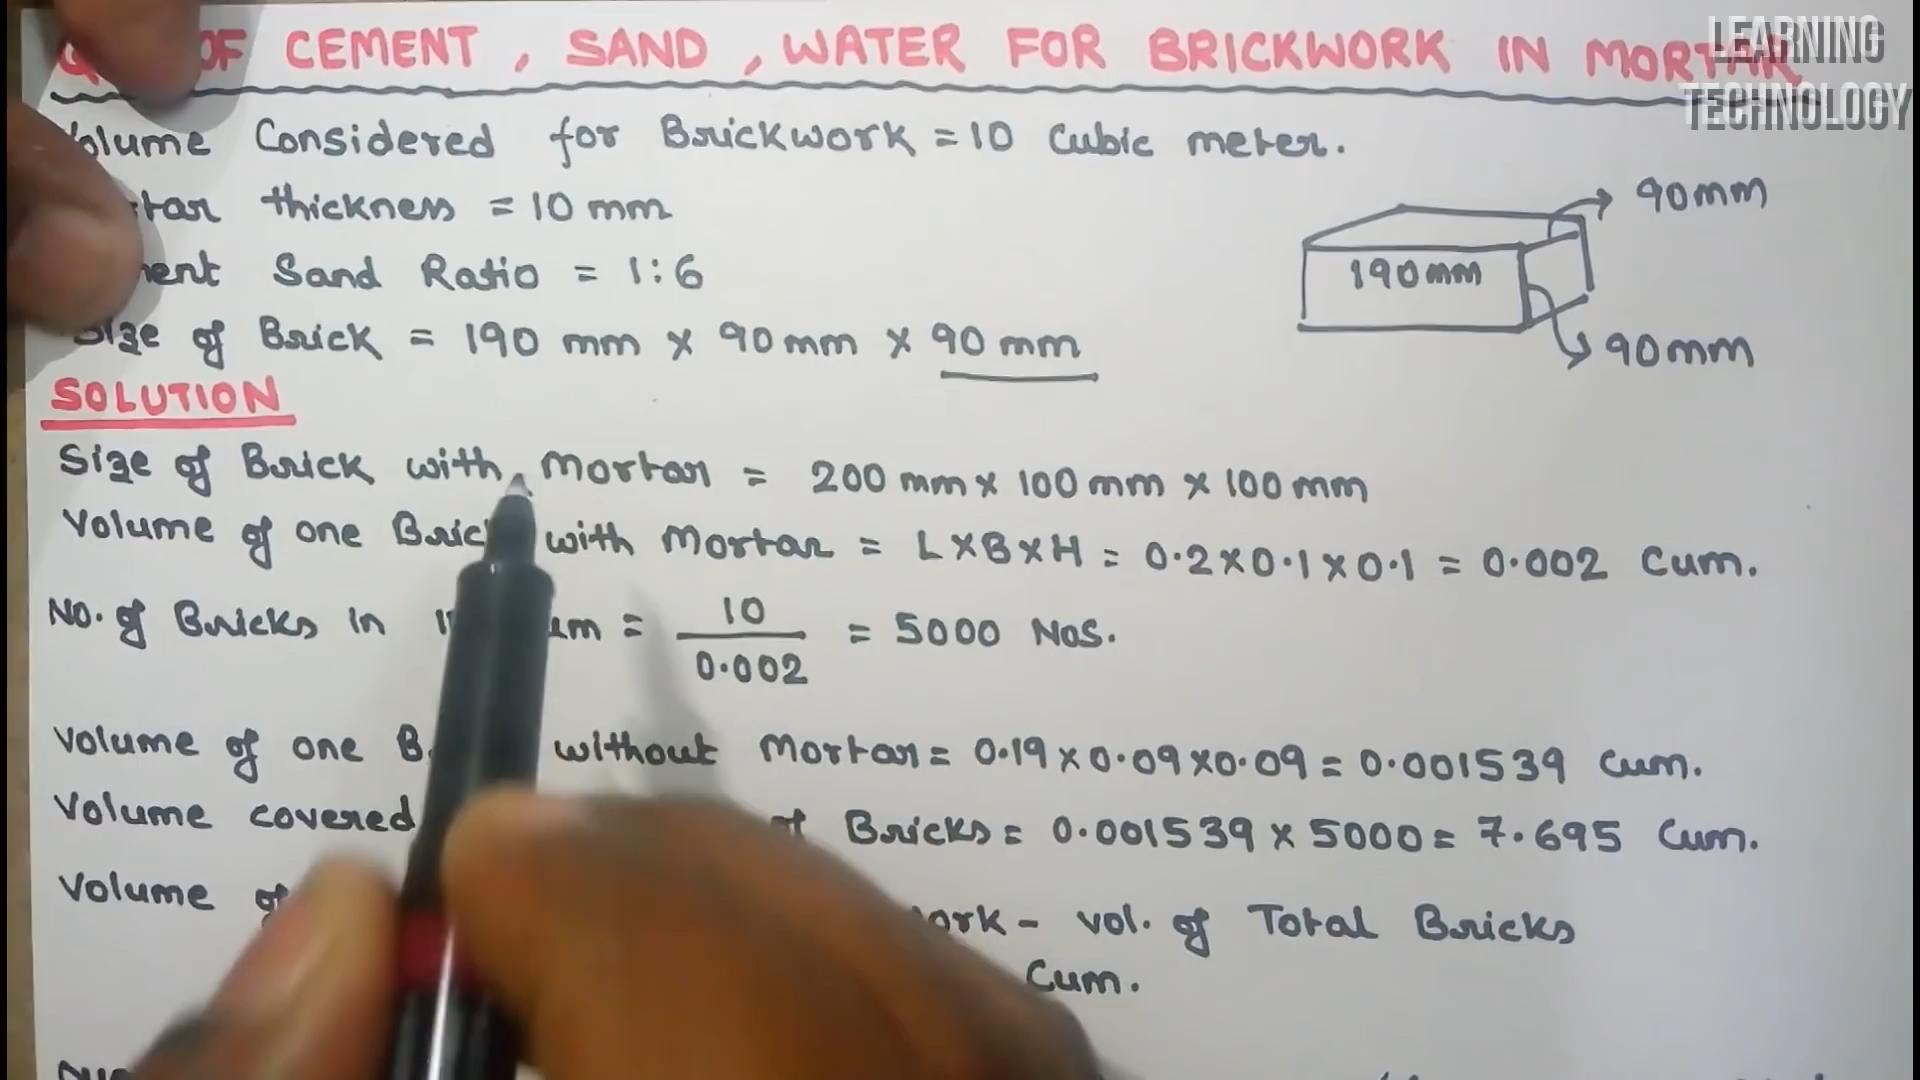 OF CEMENT, SAND, WATER FOR BRICKWORK IN MORTAR
LEARNING
TECHNOLOGY
Volume Considered for Brickwork = 10 Cubic meter.
thickness = 10 mm
Sand Ratio = 1:6
Size of Brick = 190 mm x 90 mm x 90 mm
90mm
190mm
90mm
SOLUTION
Size of Brick with Mortar = 200 mm x 100 mm x 100 mm
Volume of one Brick with Mortar = L x B x H = 0.2 x 0.1 x 0.1 = 0.002 Cum.
No. of Bricks in = 10 / 0.002 = 5000 Nos.
Volume of one without Mortar = 0.19 x 0.09 x 0.09 = 0.001539 Cum.
Volume covered Bricks = 0.001539 x 5000 = 7.695 Cum.
Volume of - Vol. of Total Bricks
Cum.